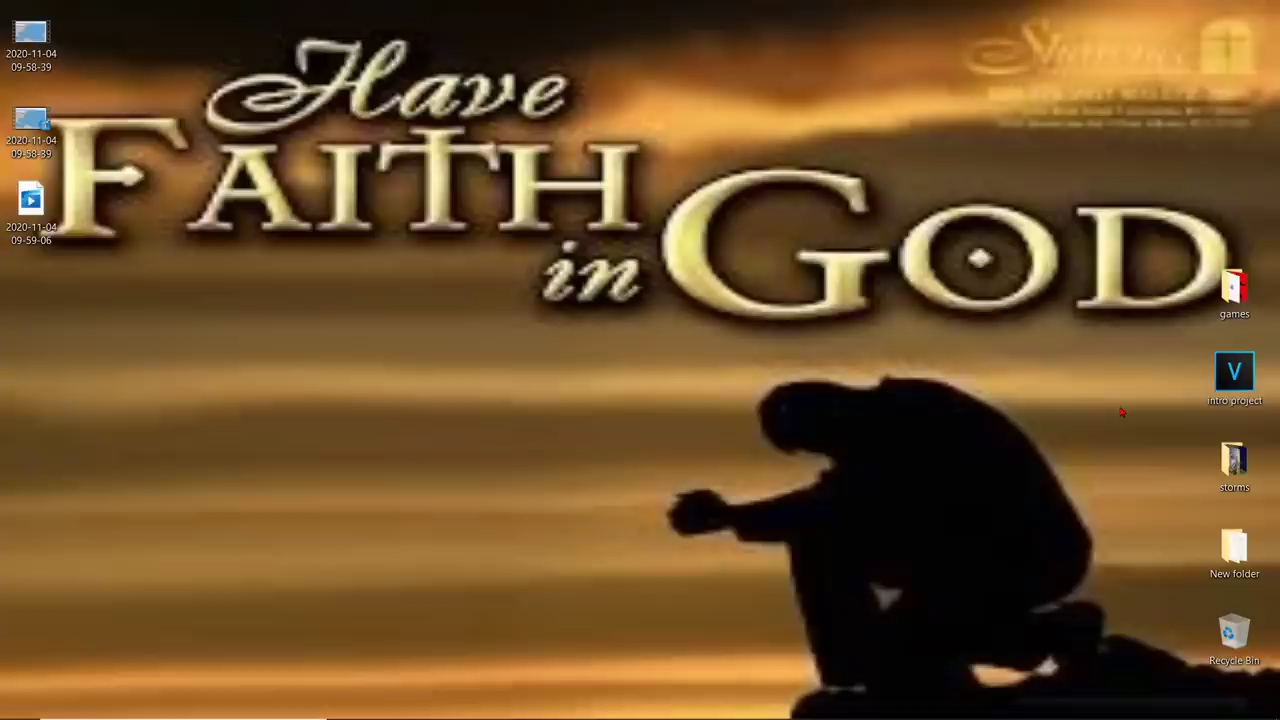 2020-11-04
09-58-39
2020-11-04
09-58-39
2020-11-04
09-59-06
Have
FAITH
in GOD
games
V
intro project
storms
New folder
Recycle Bin